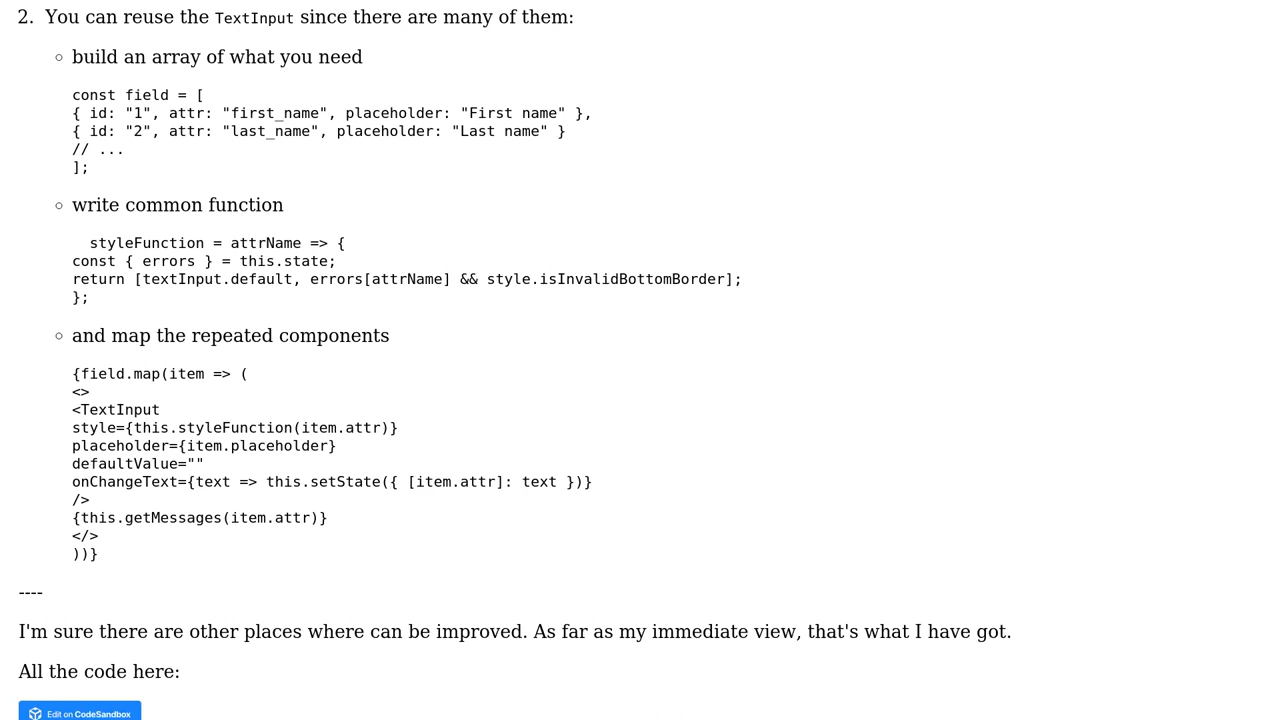 2. You can reuse the TextInput since there are many of them:
○ build an array of what you need
const field = [
{ id: "1", attr: "first_name", placeholder: "First name" },
{ id: "2", attr: "last_name", placeholder: "Last name" }
// ...
];
○ write common function
  styleFunction = attrName => {
const { errors } = this.state;
return [textInput.default, errors[attrName] && style.isInvalidBottomBorder];
};
○ and map the repeated components
{field.map(item => (
<>
<TextInput
style={this.styleFunction(item.attr)}
placeholder={item.placeholder}
defaultValue=""
onChangeText={text => this.setState({ [item.attr]: text })}
/>
{this.getMessages(item.attr)}
</>
))}
----
I'm sure there are other places where can be improved. As far as my immediate view, that's what I have got.
All the code here:
Edit on CodeSandbox